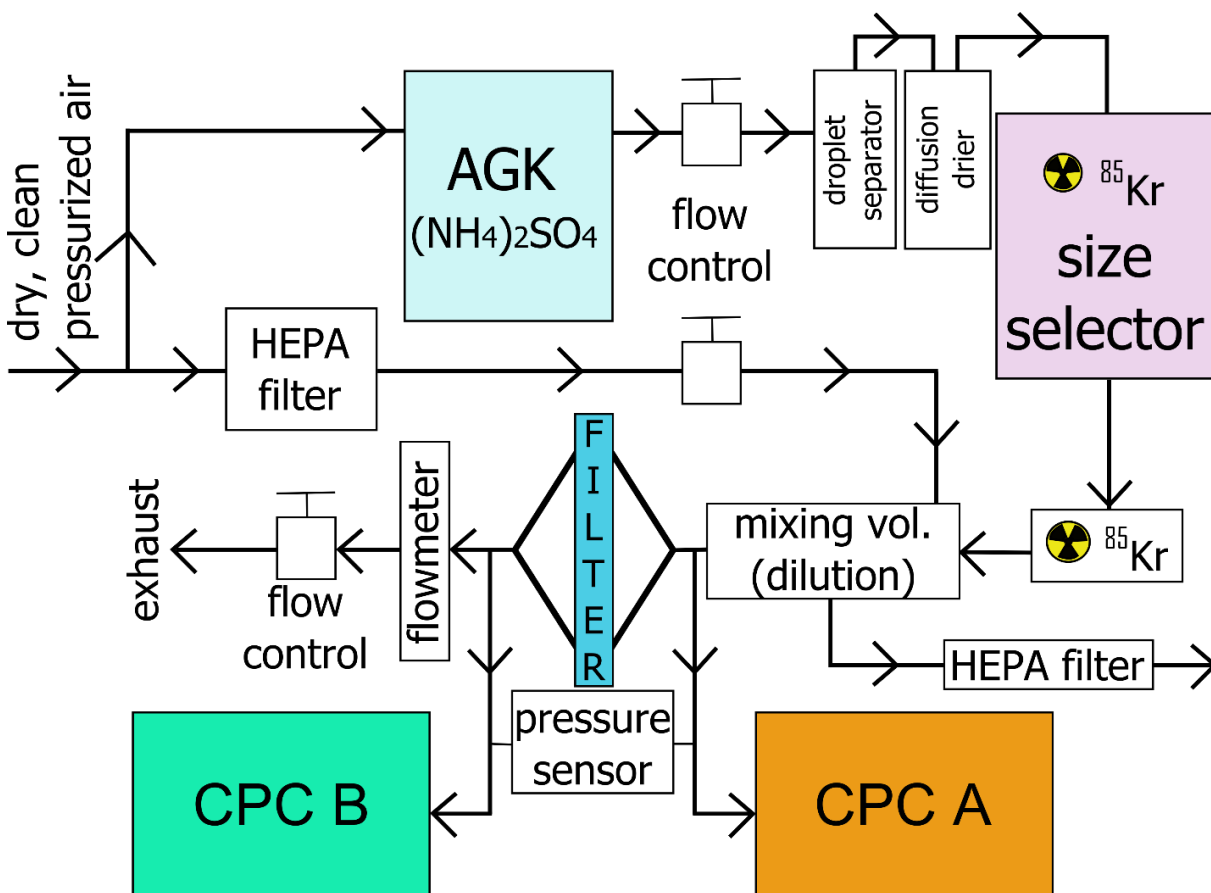 dry, clean
pressurized air
AGK
(NH₄)₂SO₄
flow
control
droplet
separator
diffusion
drier
⁸⁵Kr
size
selector
HEPA
filter
FILTER
exhaust
flow
control
flowmeter
mixing vol.
(dilution)
⁸⁵Kr
HEPA filter
pressure
sensor
CPC B
CPC A